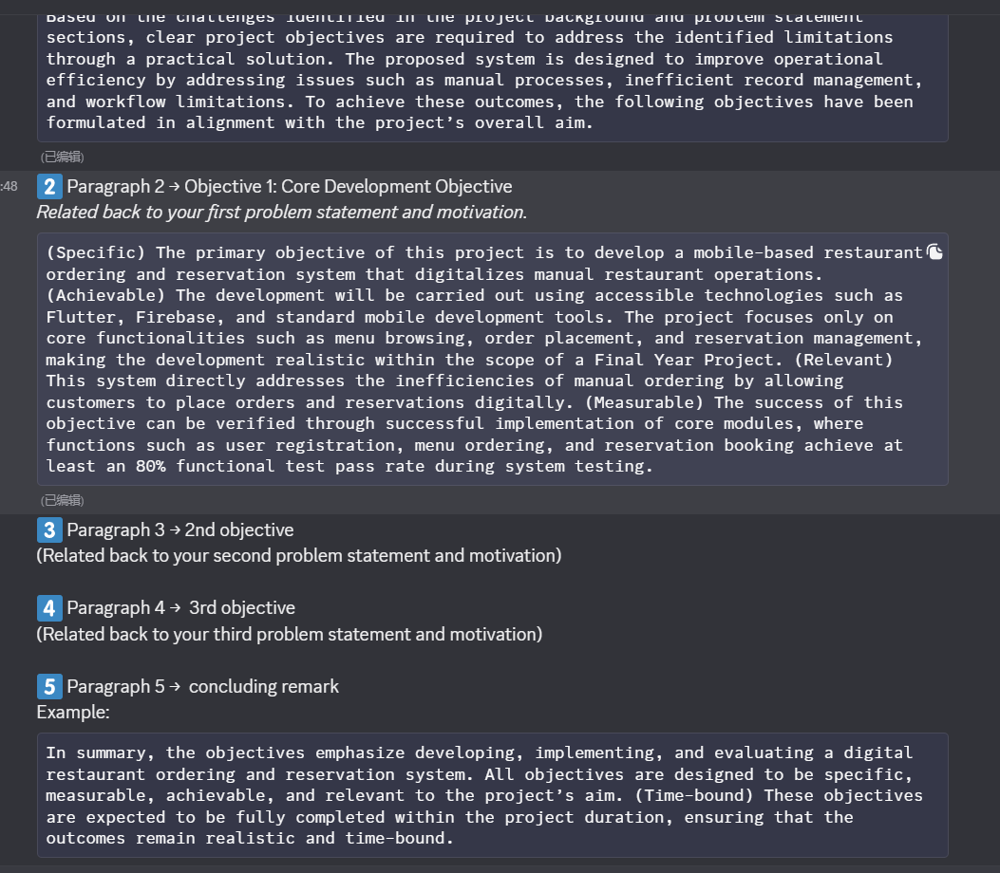 Based on the challenges identified in the project background and problem statement
sections, clear project objectives are required to address the identified limitations
through a practical solution. The proposed system is designed to improve operational
efficiency by addressing issues such as manual processes, inefficient record management,
and workflow limitations. To achieve these outcomes, the following objectives have been
formulated in alignment with the project’s overall aim.
(已编辑)
:48
2 Paragraph 2 → Objective 1: Core Development Objective
Related back to your first problem statement and motivation.
(Specific) The primary objective of this project is to develop a mobile-based restaurant
ordering and reservation system that digitalizes manual restaurant operations.
(Achievable) The development will be carried out using accessible technologies such as
Flutter, Firebase, and standard mobile development tools. The project focuses only on
core functionalities such as menu browsing, order placement, and reservation management,
making the development realistic within the scope of a Final Year Project. (Relevant)
This system directly addresses the inefficiencies of manual ordering by allowing
customers to place orders and reservations digitally. (Measurable) The success of this
objective can be verified through successful implementation of core modules, where
functions such as user registration, menu ordering, and reservation booking achieve at
least an 80% functional test pass rate during system testing.
(已编辑)
3 Paragraph 3 → 2nd objective
(Related back to your second problem statement and motivation)
4 Paragraph 4 → 3rd objective
(Related back to your third problem statement and motivation)
5 Paragraph 5 → concluding remark
Example:
In summary, the objectives emphasize developing, implementing, and evaluating a digital
restaurant ordering and reservation system. All objectives are designed to be specific,
measurable, achievable, and relevant to the project’s aim. (Time-bound) These objectives
are expected to be fully completed within the project duration, ensuring that the
outcomes remain realistic and time-bound.